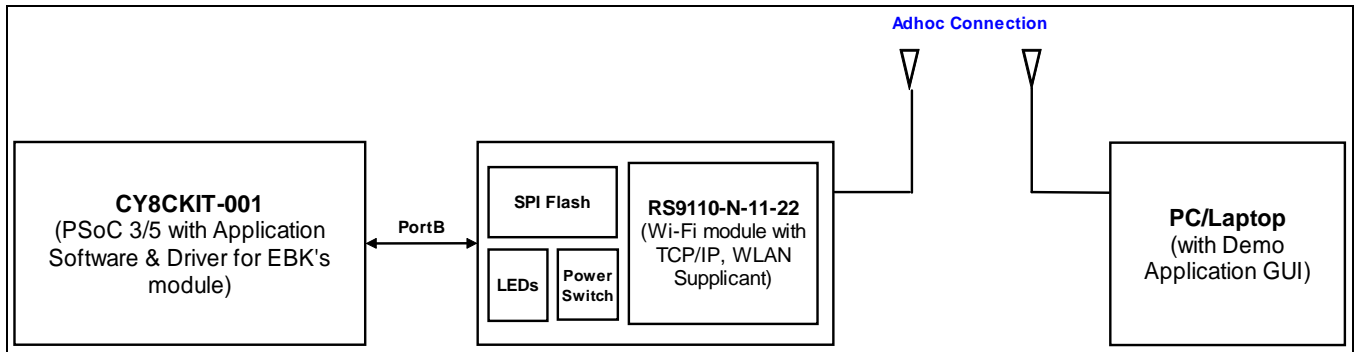 Adhoc Connection
CY8CKIT-001
(PSoC 3/5 with Application
Software & Driver for EBK's
module)
PortB
SPI Flash
LEDs
Power
Switch
RS9110-N-11-22
(Wi-Fi module with
TCP/IP, WLAN
Supplicant)
PC/Laptop
(with Demo
Application GUI)